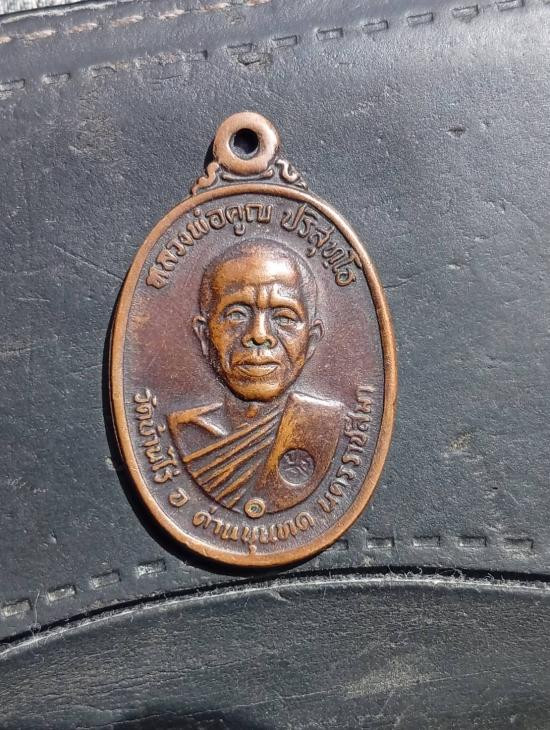 หลวงพ่อคูณ ปริสุทฺโธ
วัดบ้านไร่ อ ด่านขุนทด นครราชสีมา
๑